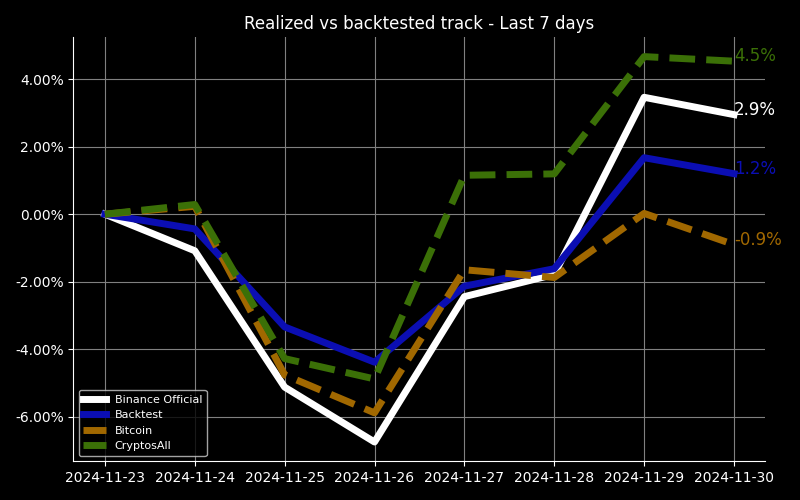 Realized vs backtested track - Last 7 days
4.00%
2.00%
0.00%
-2.00%
-4.00%
-6.00%
4.5%
2.9%
1.2%
-0.9%
Binance Official
Backtest
Bitcoin
CryptosAll
2024-11-23 2024-11-24 2024-11-25 2024-11-26 2024-11-27 2024-11-28 2024-11-29 2024-11-30